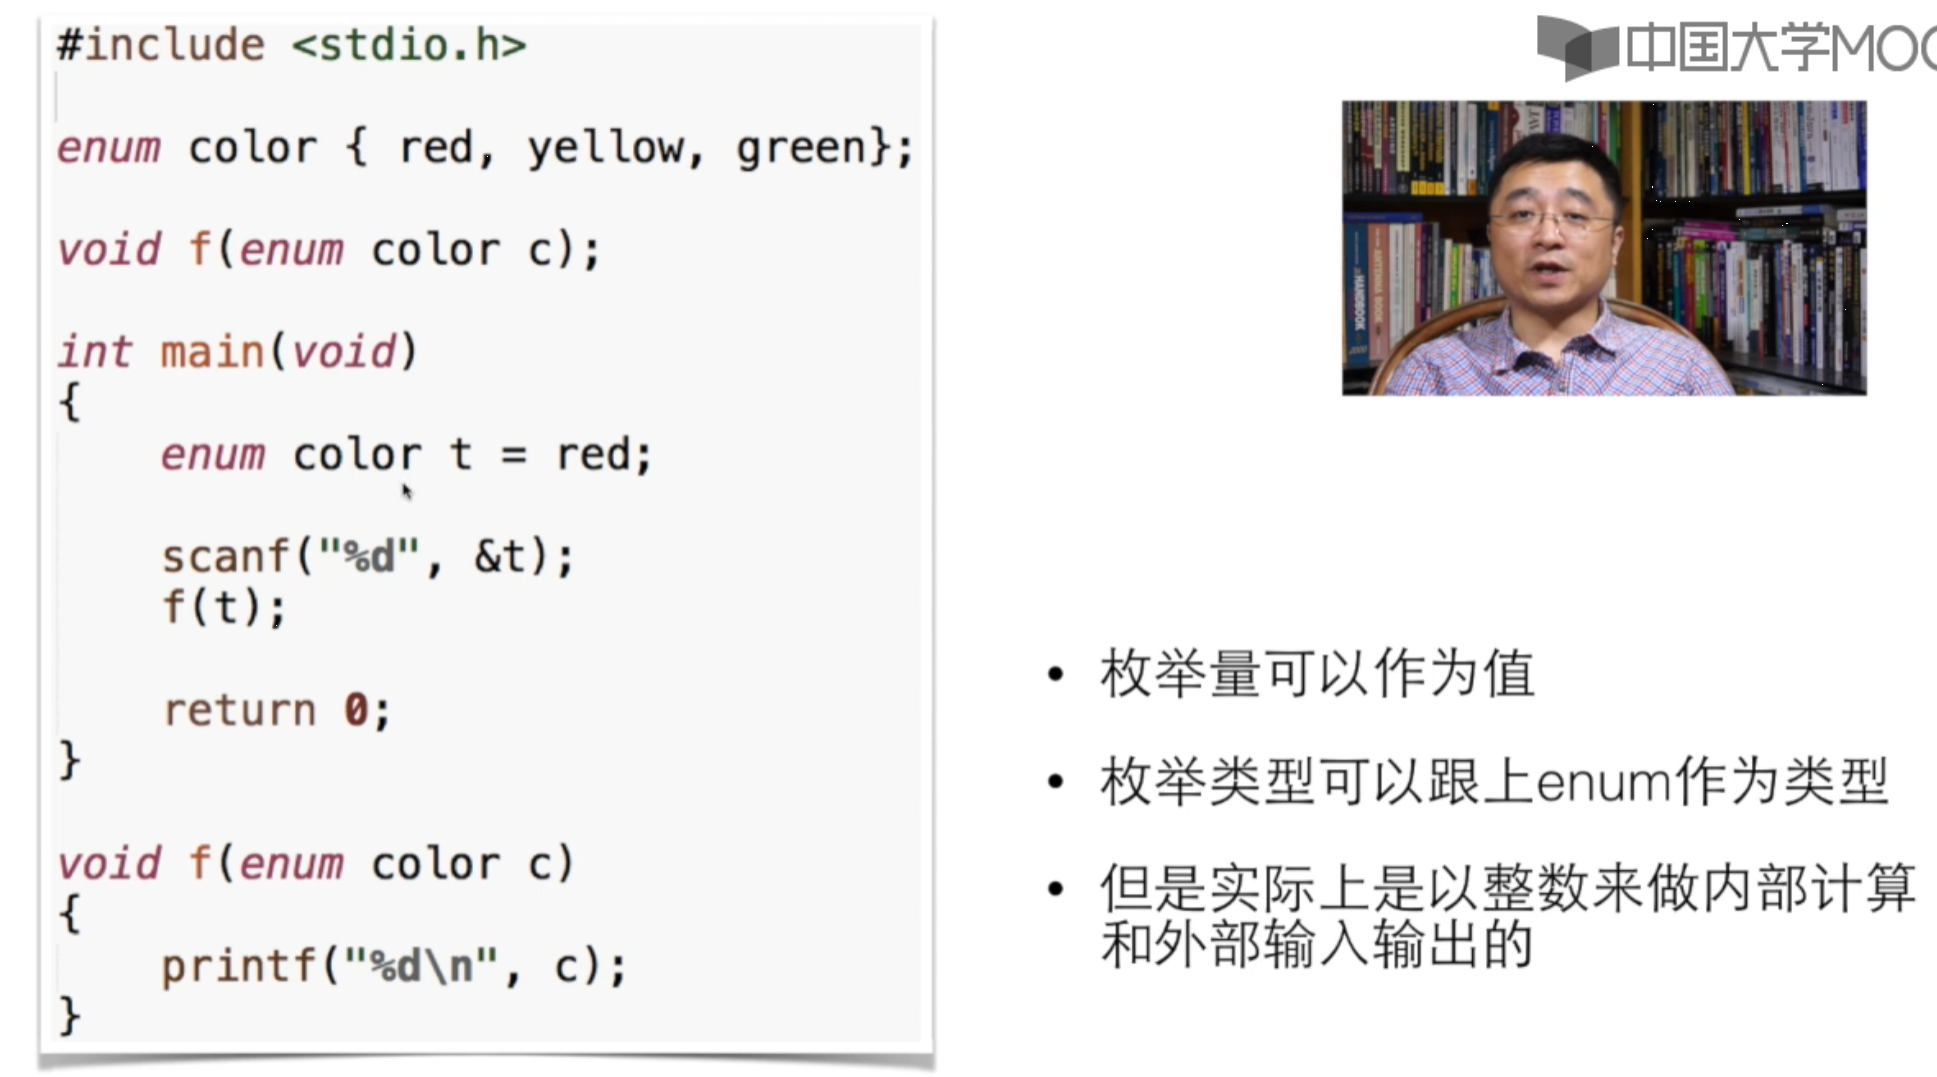 #include <stdio.h>
enum color { red, yellow, green};
void f(enum color c);
int main(void)
{
enum color t = red;
scanf("%d", &t);
f(t);
return 0;
}
void f(enum color c)
{
printf("%d\n", c);
}
中国大学MOO
HANDBOOK
ANTENNA BOOK
• 枚举量可以作为值
• 枚举类型可以跟上enum作为类型
• 但是实际上是以整数来做内部计算
和外部输入输出的